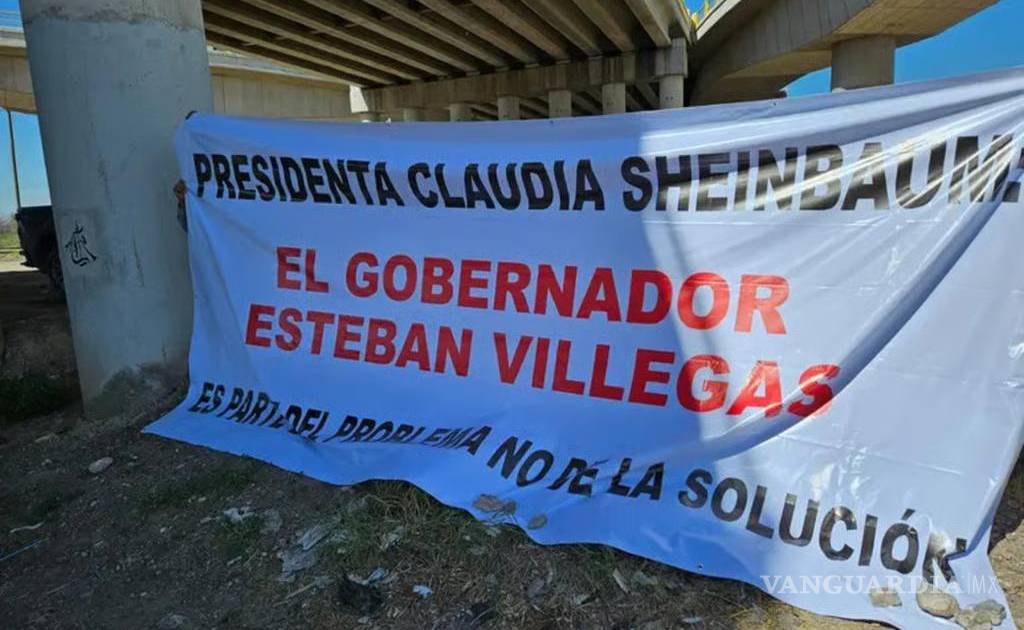 PRESIDENTA CLAUDIA SHEINBAUM:
EL GOBERNADOR
ESTEBAN VILLEGAS
ES PARTE DEL PROBLEMA NO DE LA SOLUCIÓN
VANGUARDIA|MX